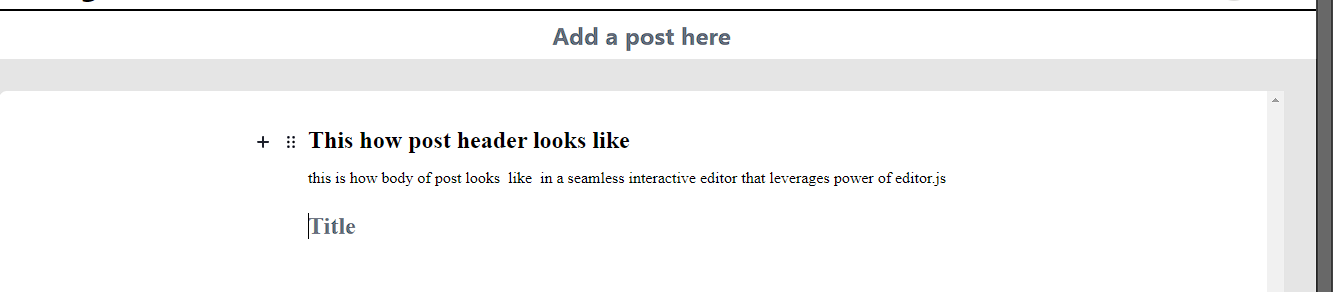 Add a post here
This how post header looks like
this is how body of post looks  like  in a seamless interactive editor that leverages power of editor.js
Title